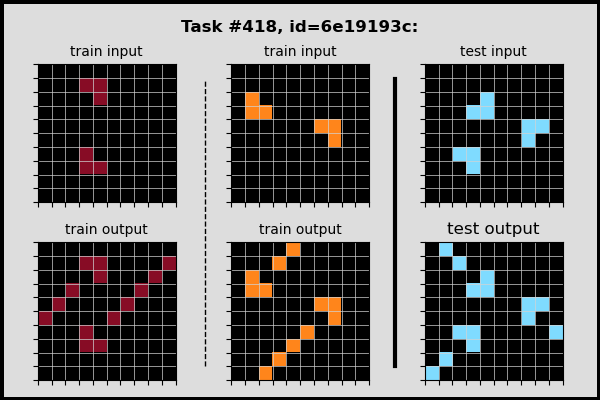 Task #418, id=6e19193c:
train input
train input
test input
train output
train output
test output